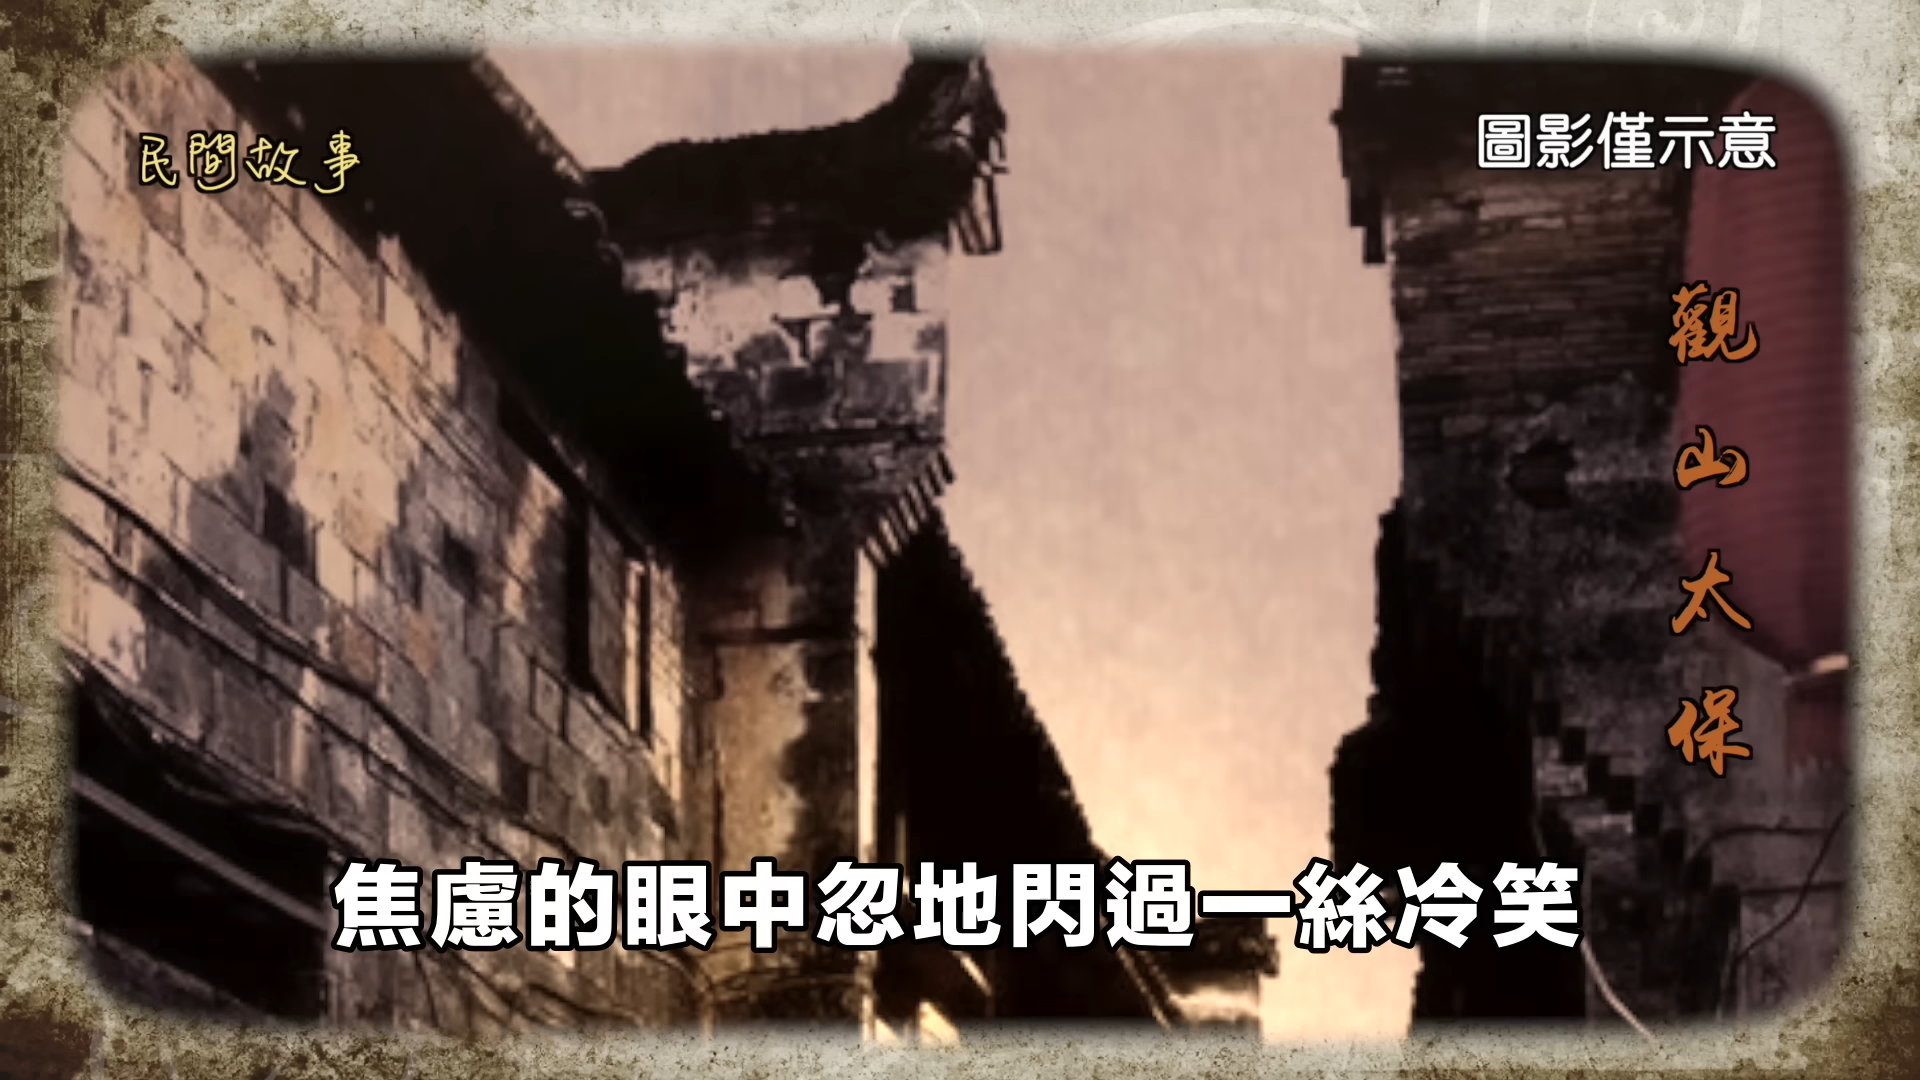 民間故事
圖影僅示意
觀山太保
焦慮的眼中忽地閃過一絲冷笑